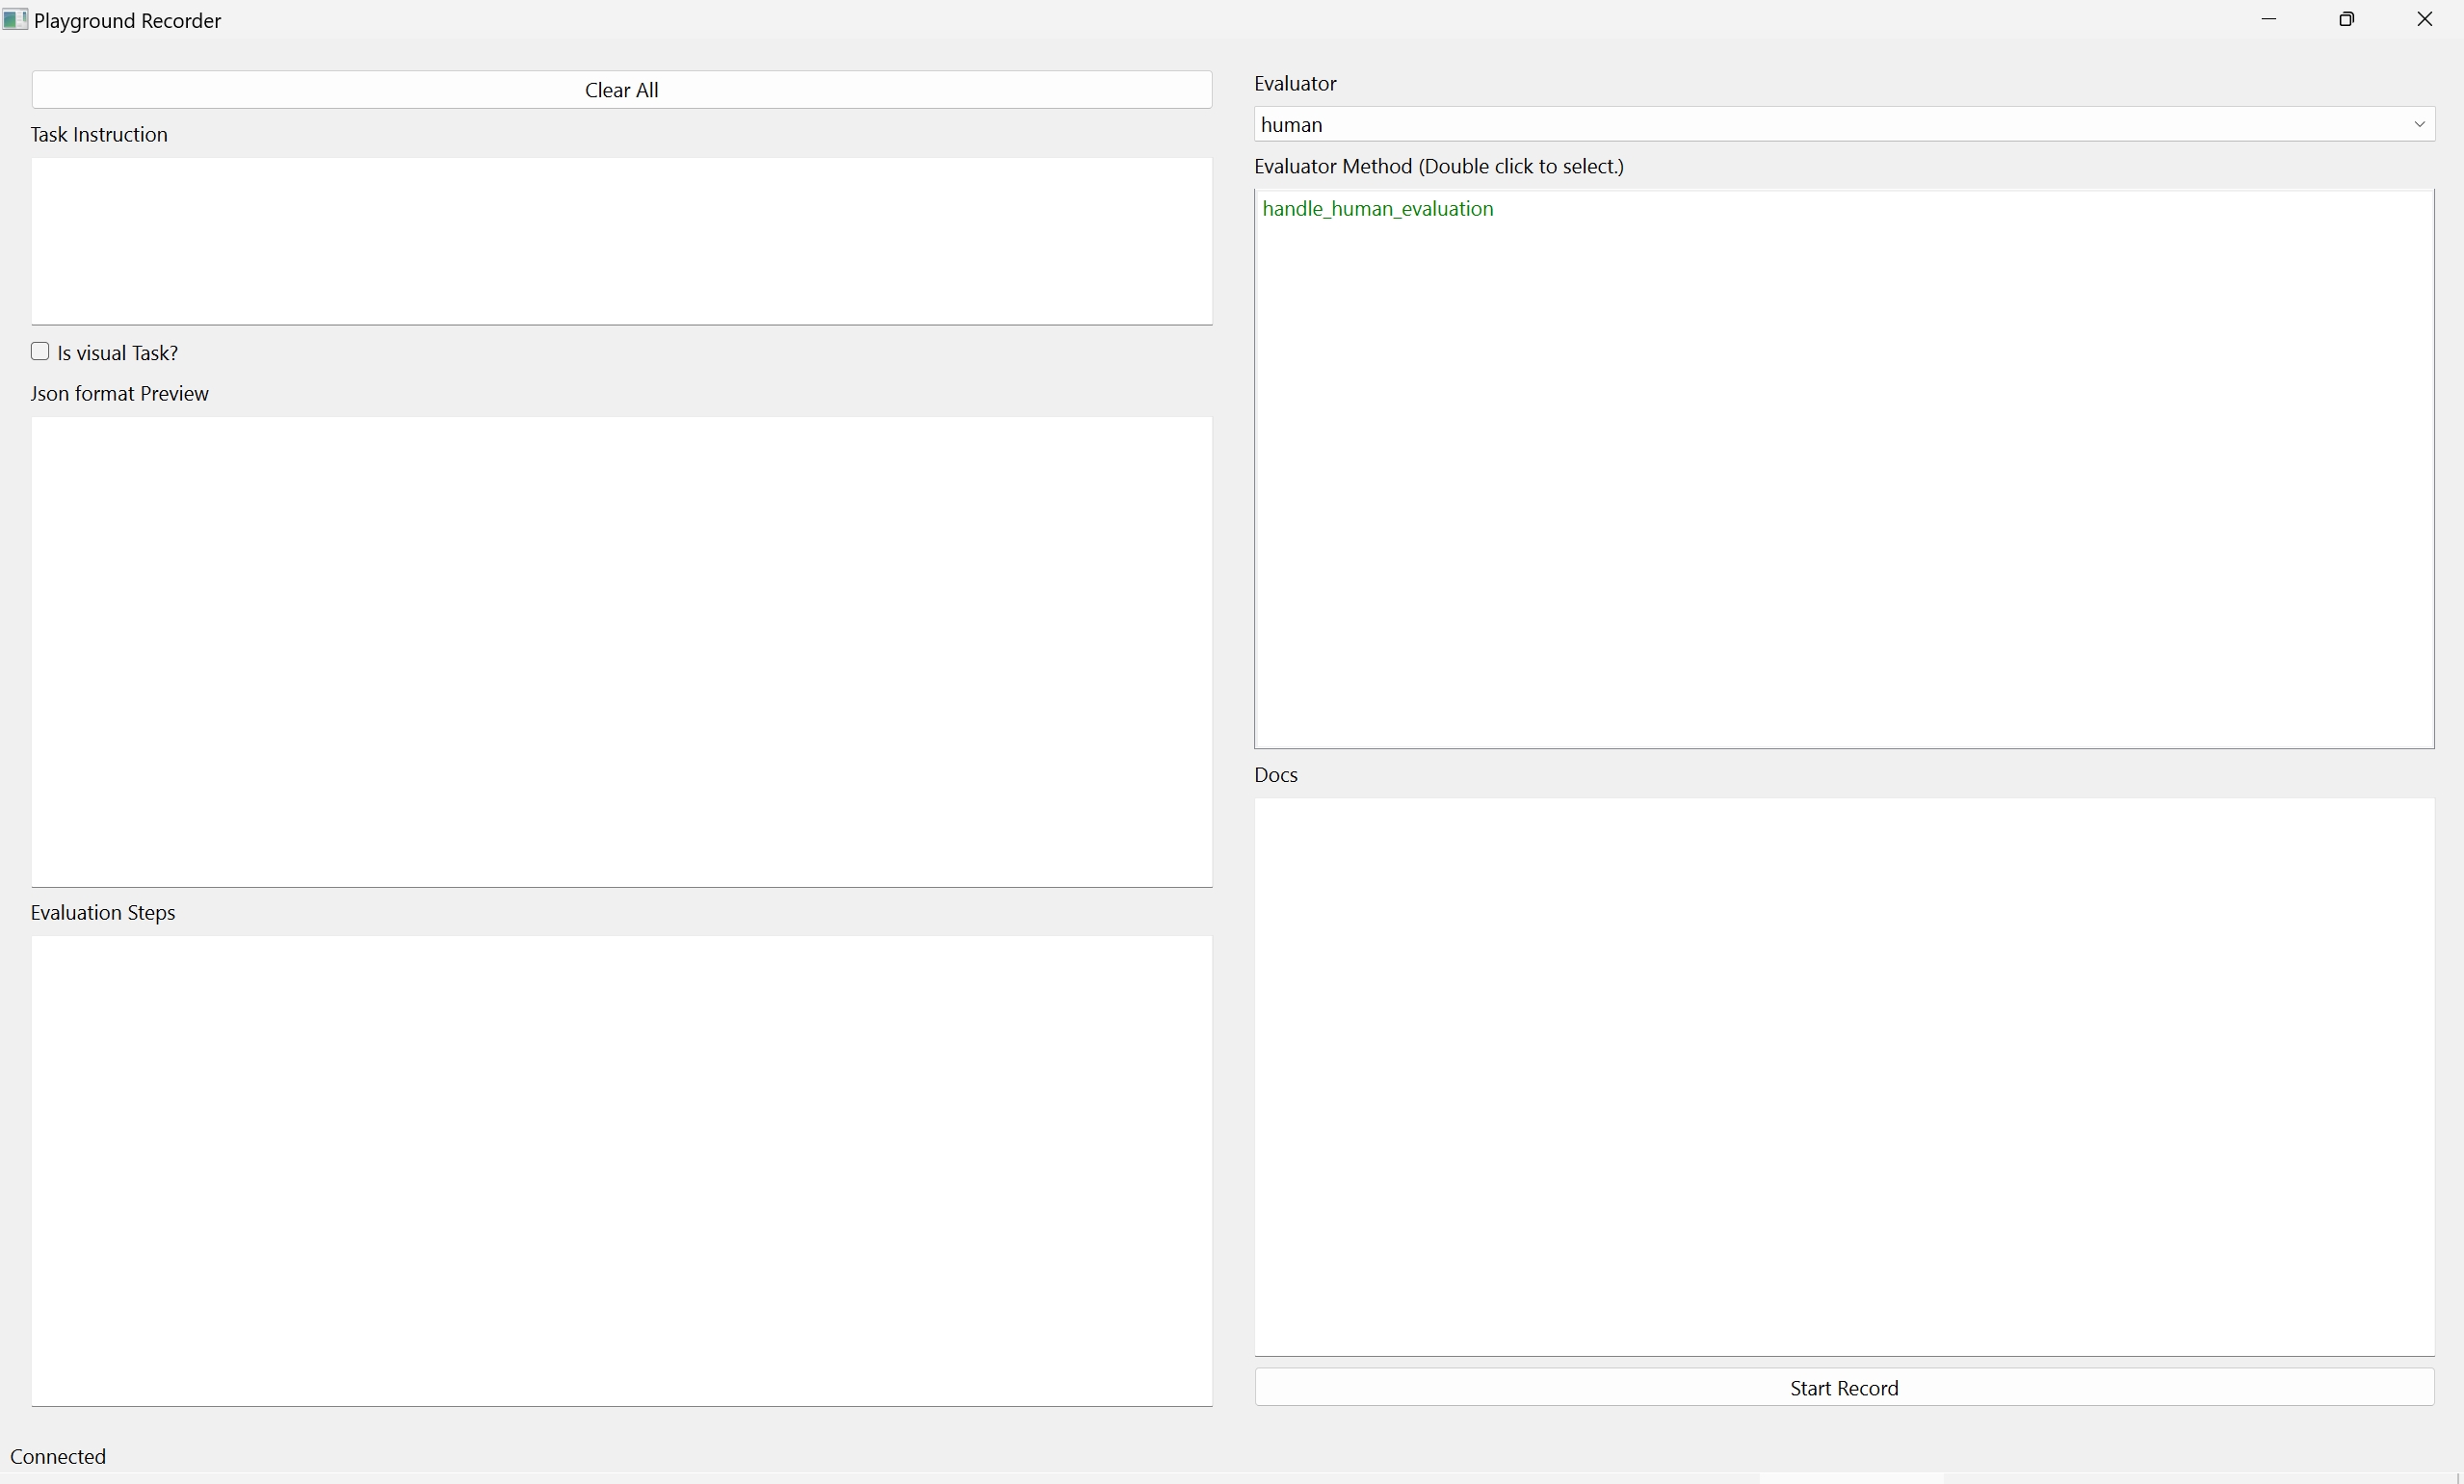 Playground Recorder
Clear All
Task Instruction
Is visual Task?
Json format Preview
Evaluation Steps
Evaluator
human
Evaluator Method (Double click to select.)
handle_human_evaluation
Docs
Start Record
Connected